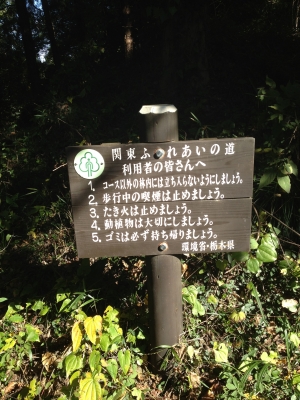 関東ふれあいの道
利用者の皆さんへ
1. コース以外の林内には立ち入らないようにしましょう。
2. 歩行中の喫煙は止めましょう。
3. たき火は止めましょう。
4. 動植物は大切にしましょう。
5. ゴミは必ず持ち帰りましょう。
環境省・栃木県